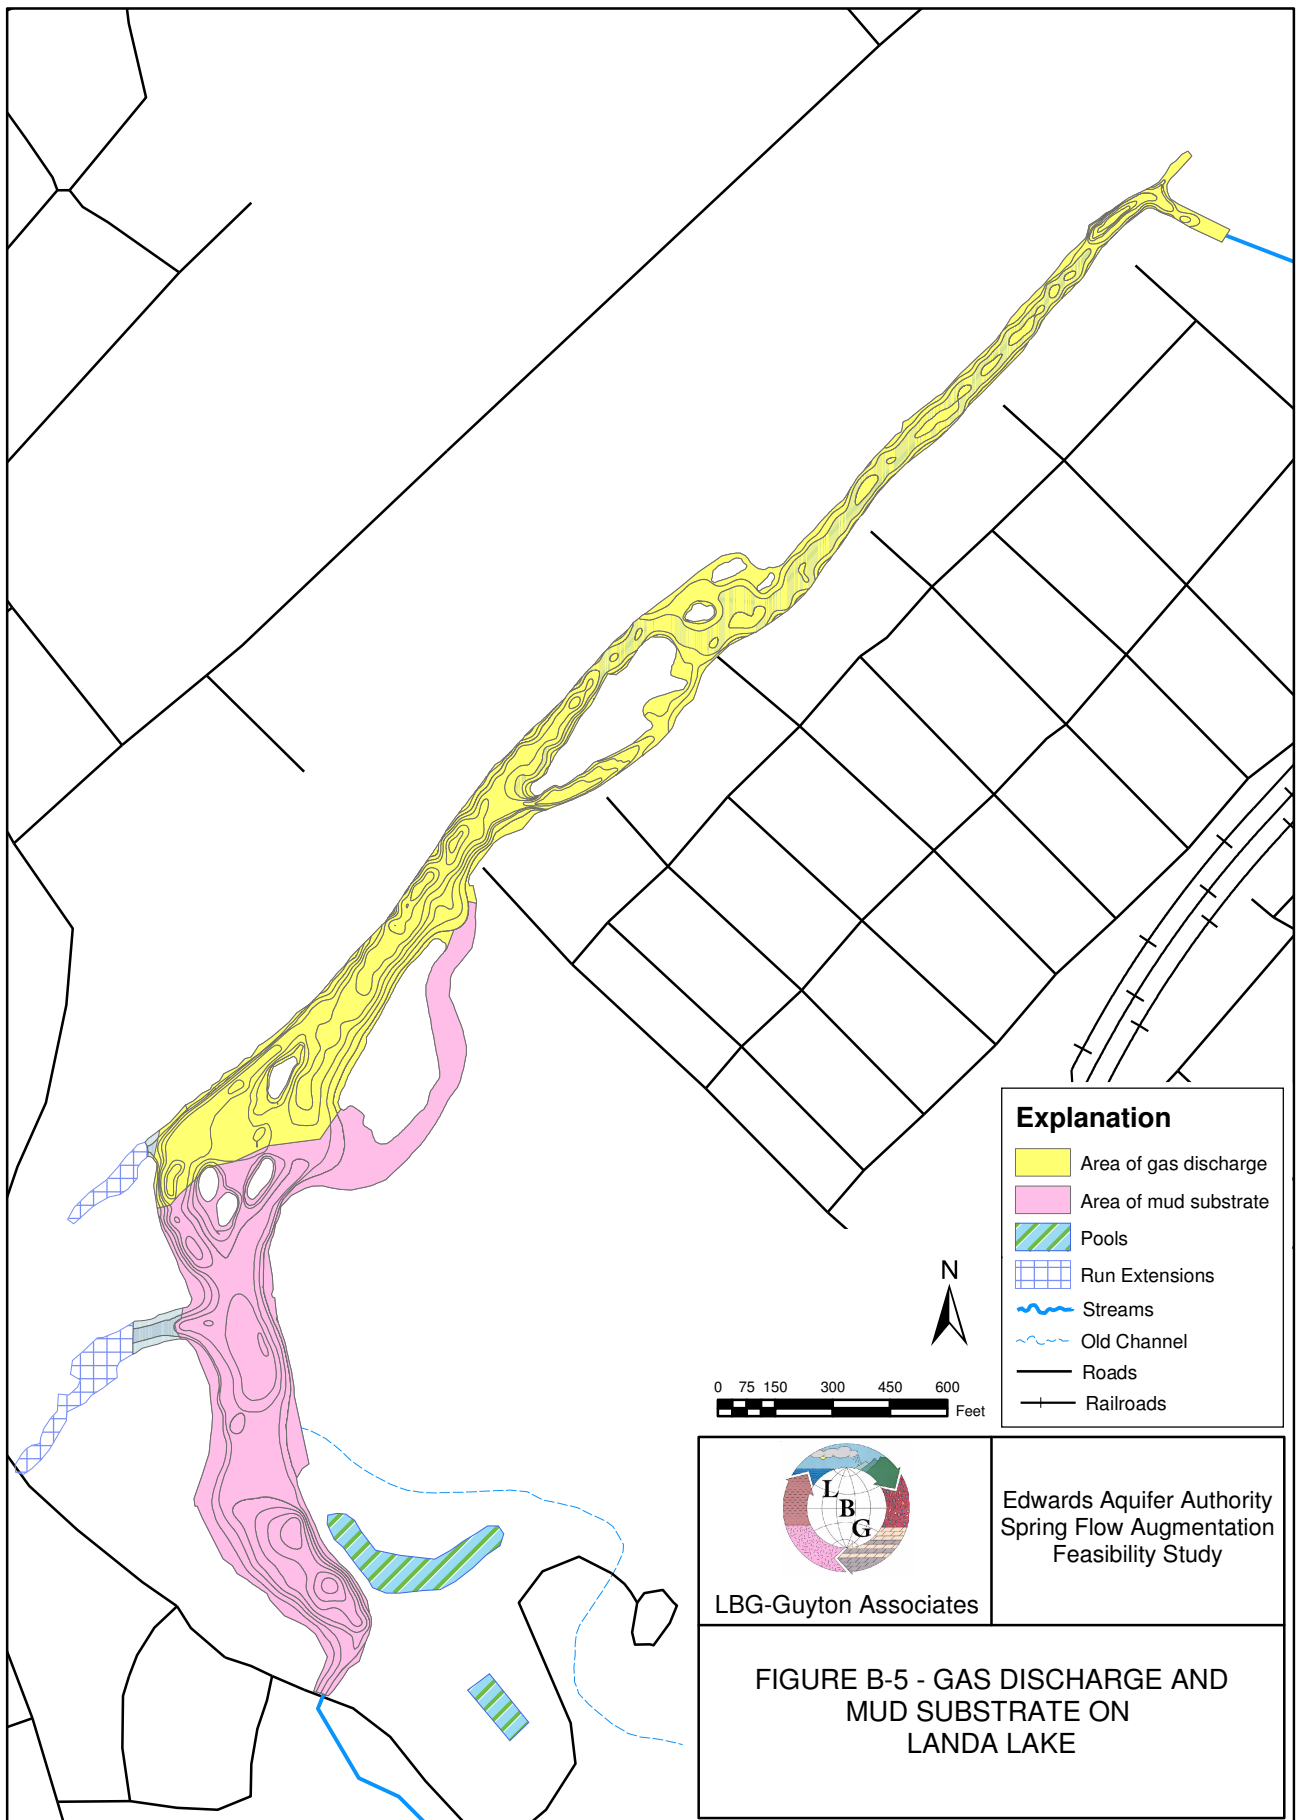 Explanation
Area of gas discharge
Area of mud substrate
Pools
Run Extensions
Streams
Old Channel
Roads
Railroads
N
0 75 150 300 450 600
Feet
L
B
G
LBG-Guyton Associates
Edwards Aquifer Authority
Spring Flow Augmentation
Feasibility Study
FIGURE B-5 - GAS DISCHARGE AND
MUD SUBSTRATE ON
LANDA LAKE